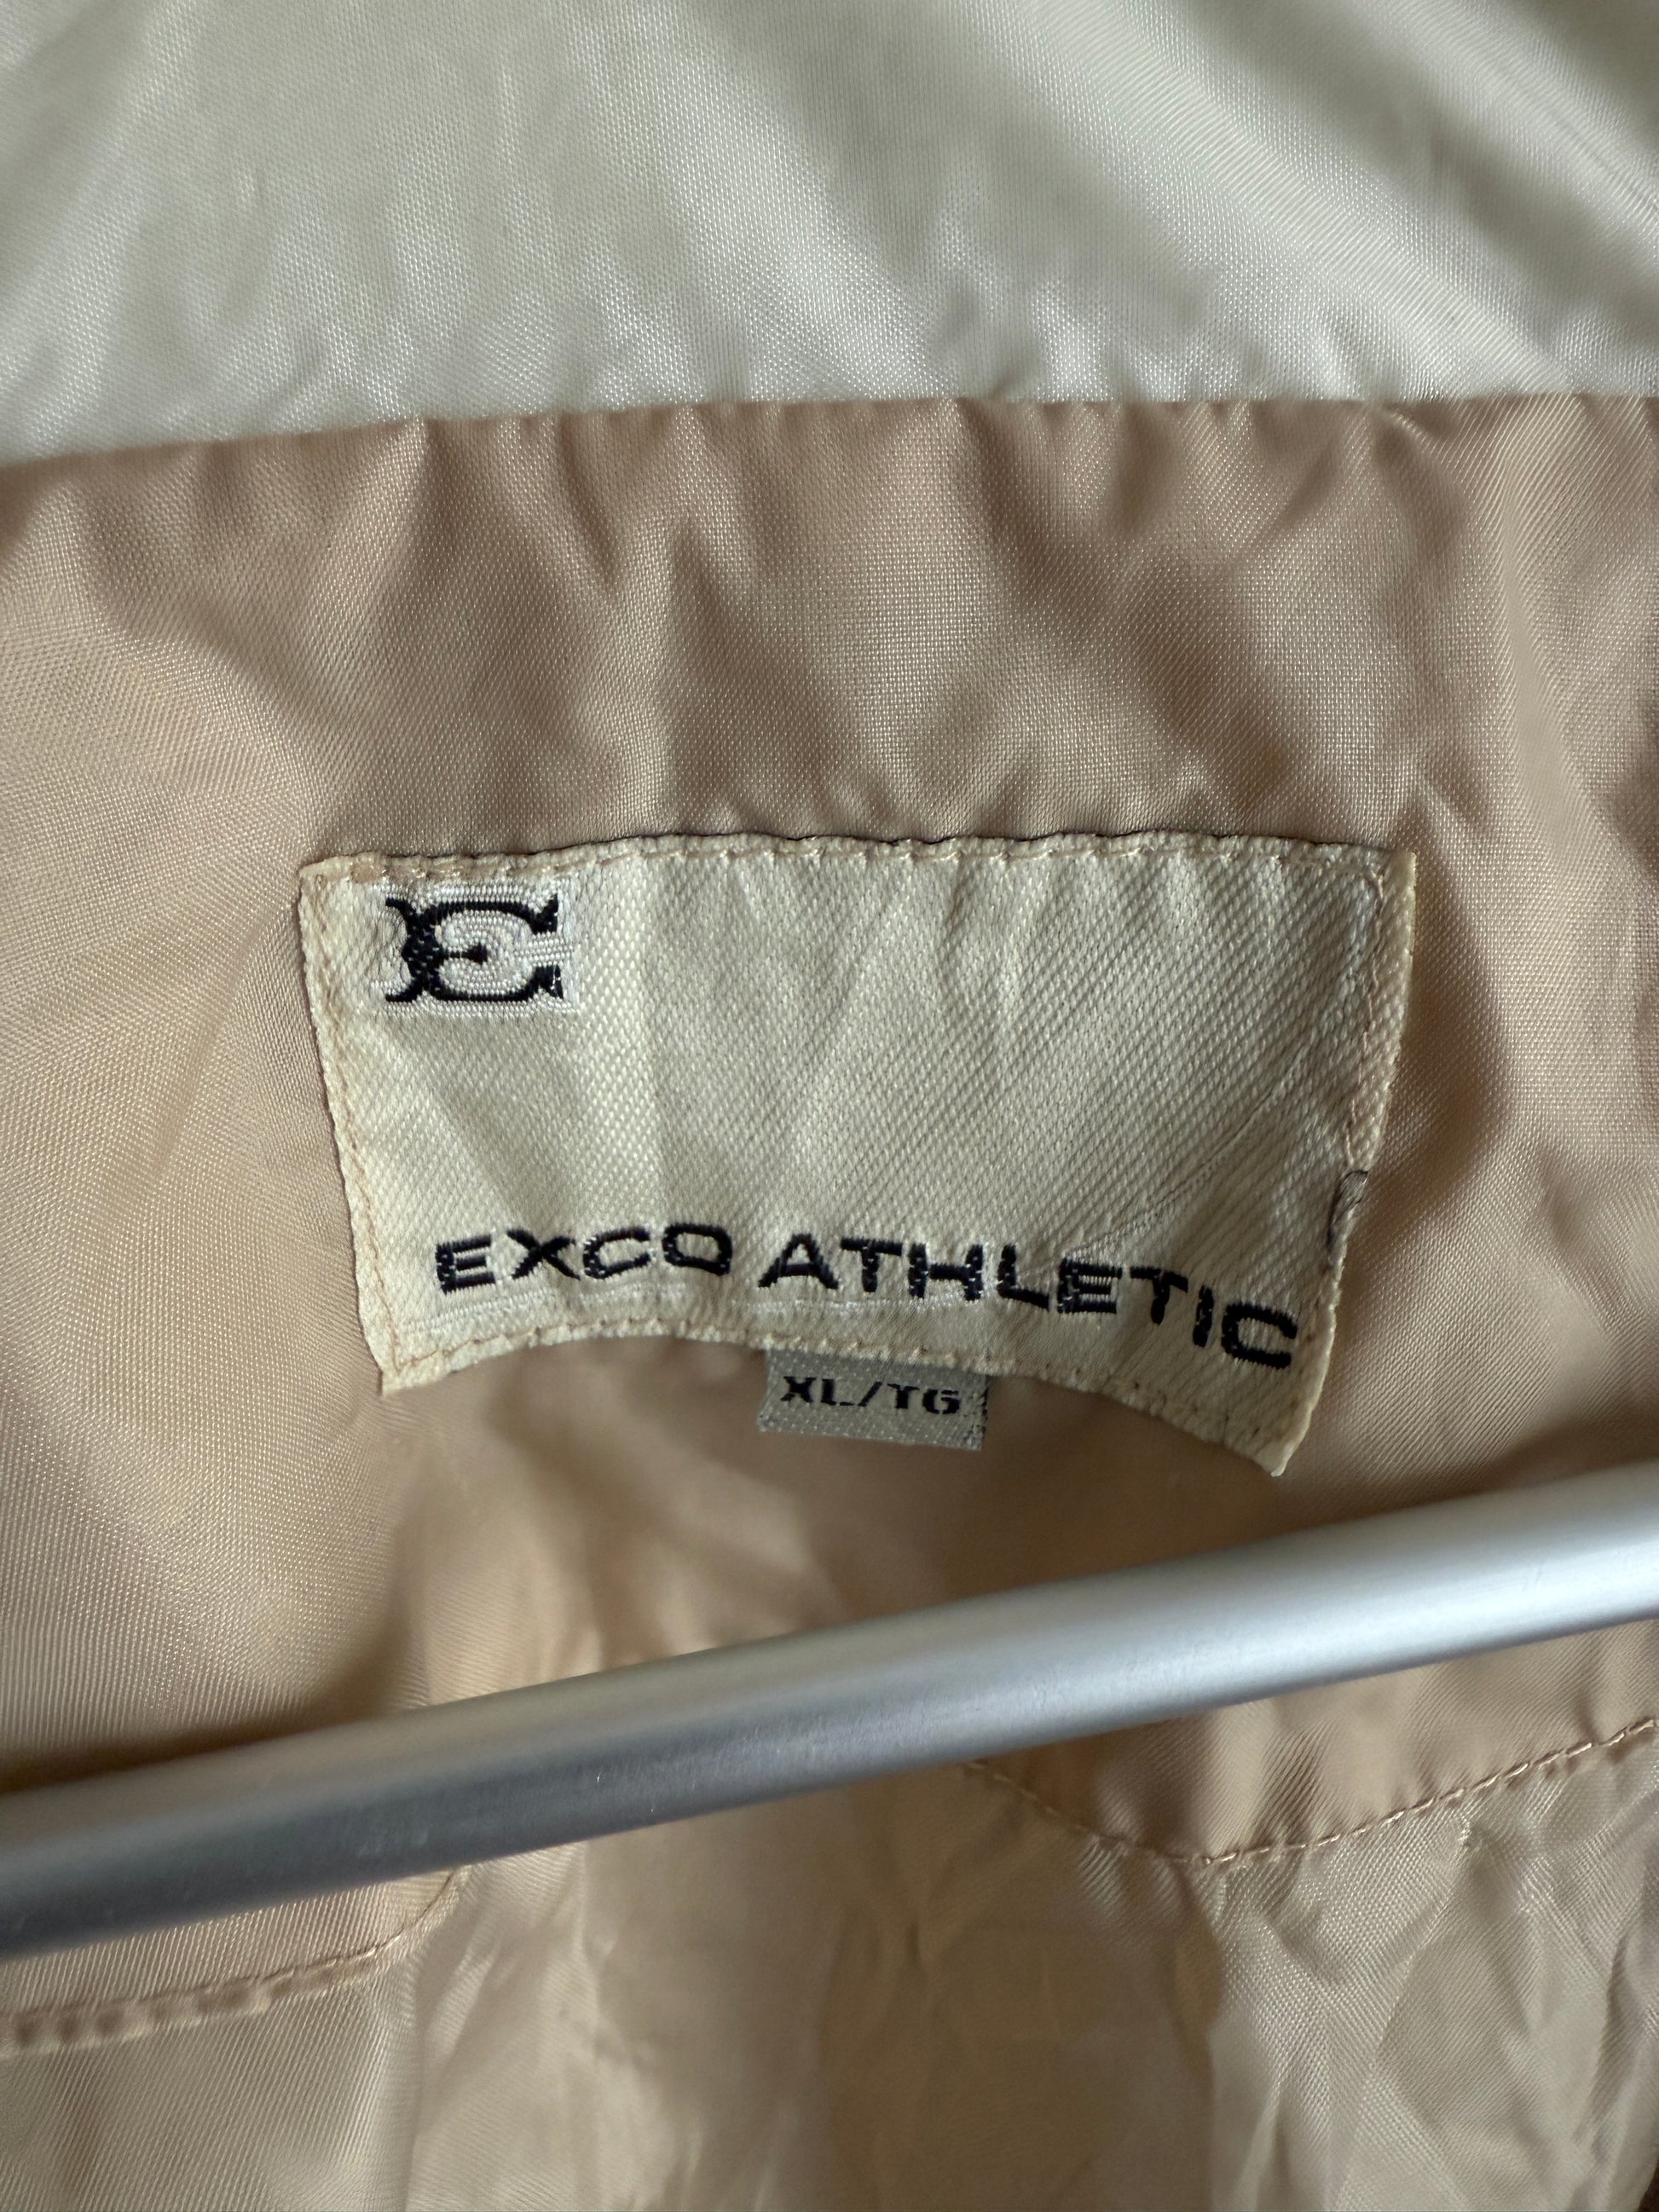 E
EXCO ATHLETIC
XL/TG